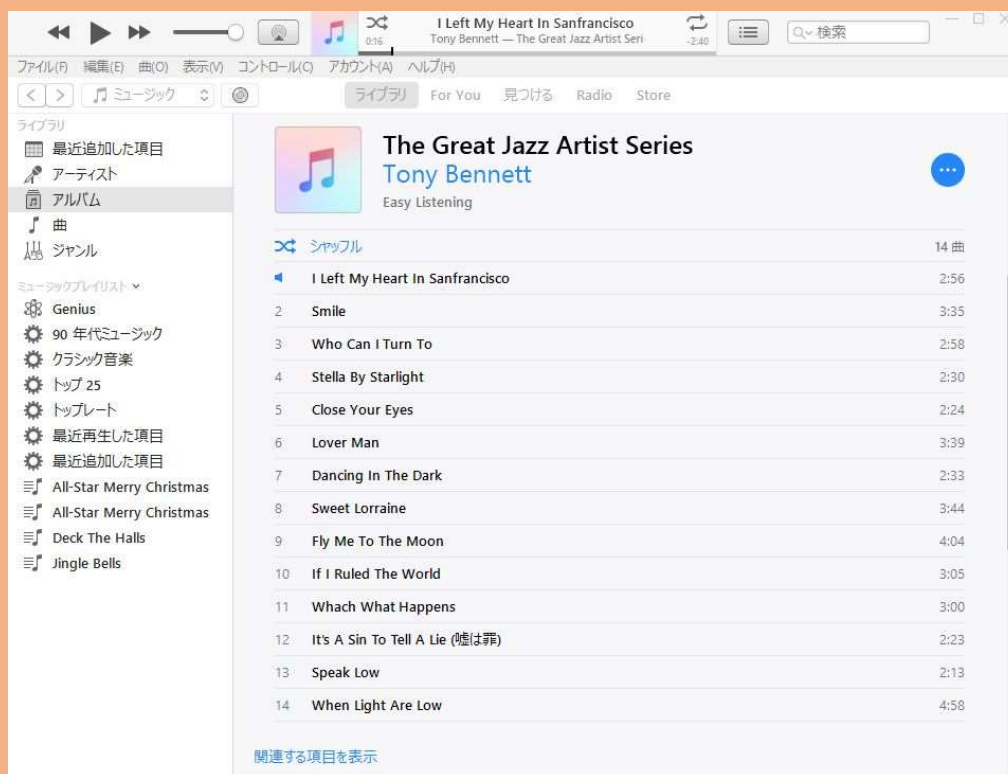 I Left My Heart In Sanfrancisco
0:16
Tony Bennett — The Great Jazz Artist Seri
-2:40
検索
ファイル(F) 編集(E) 曲(O) 表示(V) コントロール(C) アカウント(A) ヘルプ(H)
ミュージック
ライブラリ For You 見つける Radio Store
ライブラリ
最近追加した項目
アーティスト
アルバム
曲
ジャンル
ミュージックプレイリスト
Genius
90 年代ミュージック
クラシック音楽
トップ 25
トップレート
最近再生した項目
最近追加した項目
All-Star Merry Christmas
All-Star Merry Christmas
Deck The Halls
Jingle Bells
The Great Jazz Artist Series
Tony Bennett
Easy Listening
シャッフル 14 曲
I Left My Heart In Sanfrancisco 2:56
2 Smile 3:35
3 Who Can I Turn To 2:58
4 Stella By Starlight 2:30
5 Close Your Eyes 2:24
6 Lover Man 3:39
7 Dancing In The Dark 2:33
8 Sweet Lorraine 3:44
9 Fly Me To The Moon 4:04
10 If I Ruled The World 3:05
11 Whach What Happens 3:00
12 It's A Sin To Tell A Lie (嘘は罪) 2:23
13 Speak Low 2:13
14 When Light Are Low 4:58
関連する項目を表示